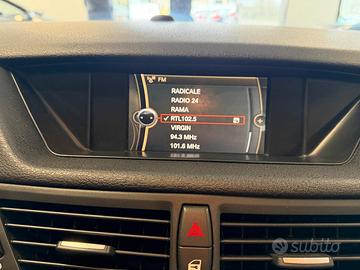 FM
RADICALE
RADIO 24
RAMA
RTL102.5
VIRGIN
94.3 MHz
101.6 MHz
subito